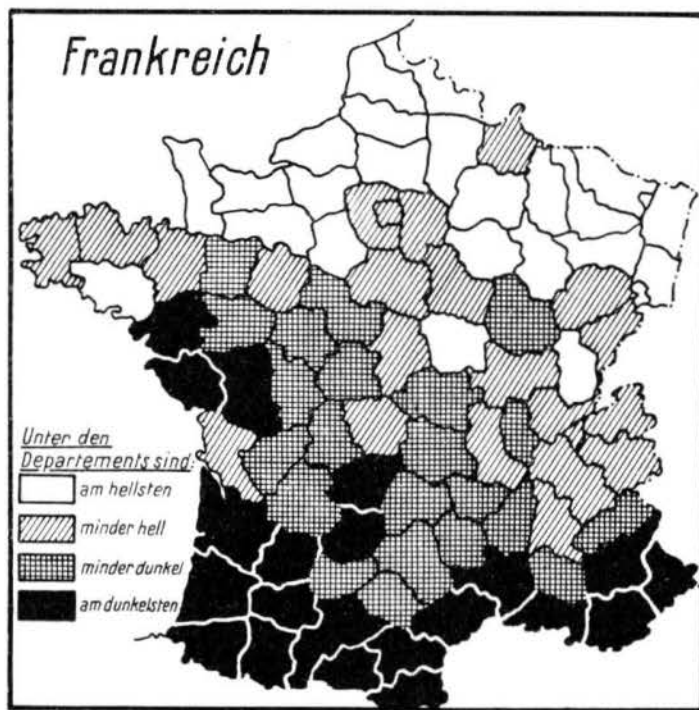 Frankreich
Unter den
Departements sind:
am hellsten
minder hell
minder dunkel
am dunkelsten